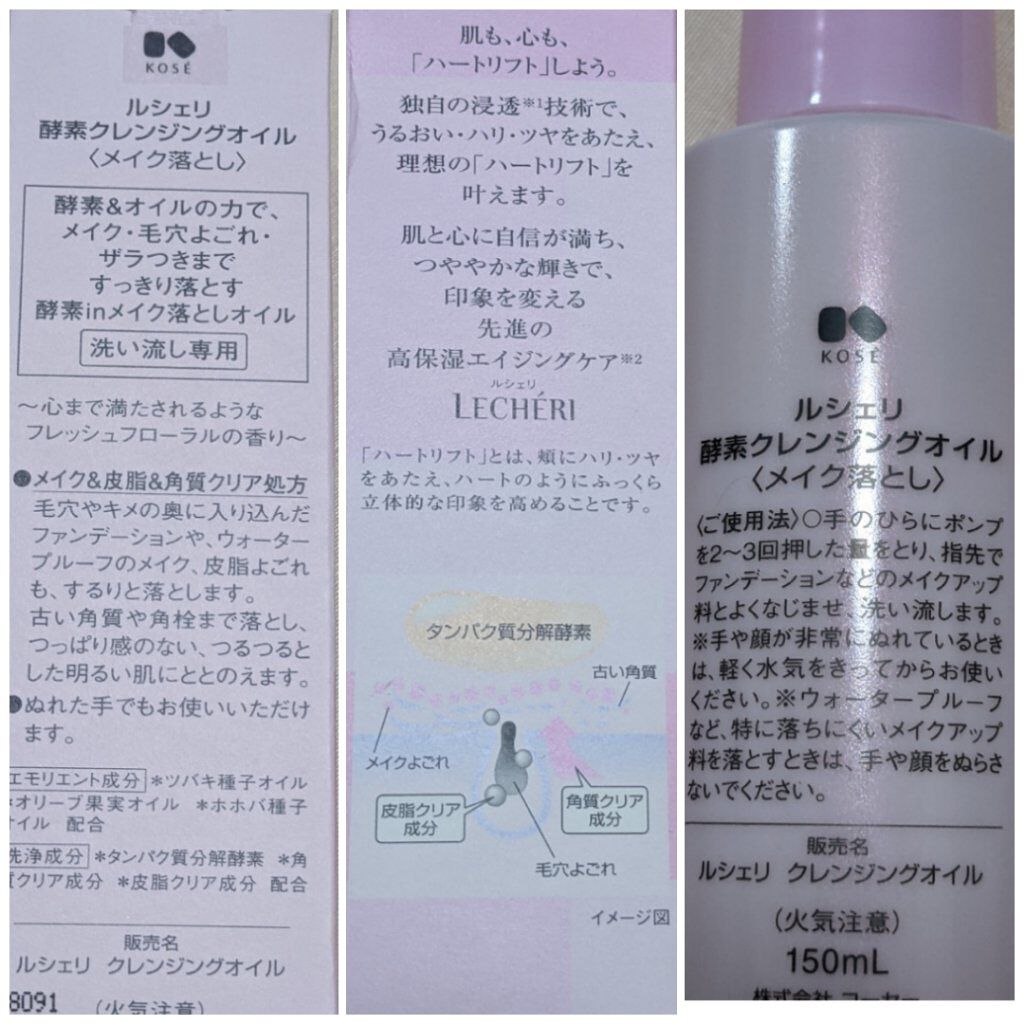 KOSÉ
ルシェリ
酵素クレンジングオイル
〈メイク落とし〉
酵素&オイルの力で、
メイク・毛穴よごれ・
ザラつきまで
すっきり落とす
酵素inメイク落としオイル
洗い流し専用
～心まで満たされるような
フレッシュフローラルの香り～
●メイク&皮脂&角質クリア処方
毛穴やキメの奥に入り込んだ
ファンデーションや、ウォーター
プルーフのメイク、皮脂よごれ
も、するりと落とします。
古い角質や角栓まで落とし、
つっぱり感のない、つるつると
した明るい肌にととのえます。
●ぬれた手でもお使いいただけ
ます。
エモリエント成分 *ツバキ種子オイル
*オリーブ果実オイル *ホホバ種子
オイル 配合
洗浄成分 *タンパク質分解酵素 *角
質クリア成分 *皮脂クリア成分 配合
販売名
ルシェリ クレンジングオイル
8091 (火気注意)
肌も、心も、
「ハートリフト」しよう。
独自の浸透※1技術で、
うるおい・ハリ・ツヤをあたえ、
理想の「ハートリフト」を
叶えます。
肌と心に自信が満ち、
つややかな輝きで、
印象を変える
先進の
高保湿エイジングケア※2
ルシェリ
LECHÉRI
「ハートリフト」とは、頬にハリ・ツヤ
をあたえ、ハートのようにふっくら
立体的な印象を高めることです。
タンパク質分解酵素
古い角質
メイクよごれ
皮脂クリア
成分
角質クリア
成分
毛穴よごれ
イメージ図
KOSÉ
ルシェリ
酵素クレンジングオイル
〈メイク落とし〉
〈ご使用法〉○手のひらにポンプ
を2～3回押した量をとり、指先で
ファンデーションなどのメイクアップ
料とよくなじませ、洗い流します。
※手や顔が非常にぬれているとき
は、軽く水気をきってからお使い
ください。※ウォータープルーフ
など、特に落ちにくいメイクアップ
料を落とすときは、手や顔をぬらさ
ないでください。
販売名
ルシェリ クレンジングオイル
(火気注意)
150mL
株式会社 コーセー